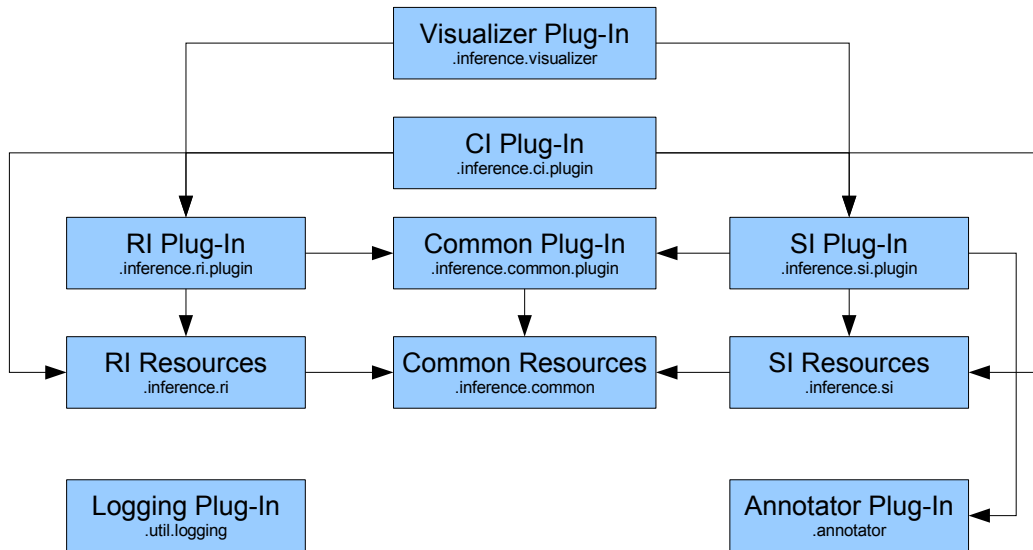 Visualizer Plug-In
.inference.visualizer
CI Plug-In
.inference.ci.plugin
RI Plug-In
.inference.ri.plugin
Common Plug-In
.inference.common.plugin
SI Plug-In
.inference.si.plugin
RI Resources
.inference.ri
Common Resources
.inference.common
SI Resources
.inference.si
Logging Plug-In
.util.logging
Annotator Plug-In
.annotator